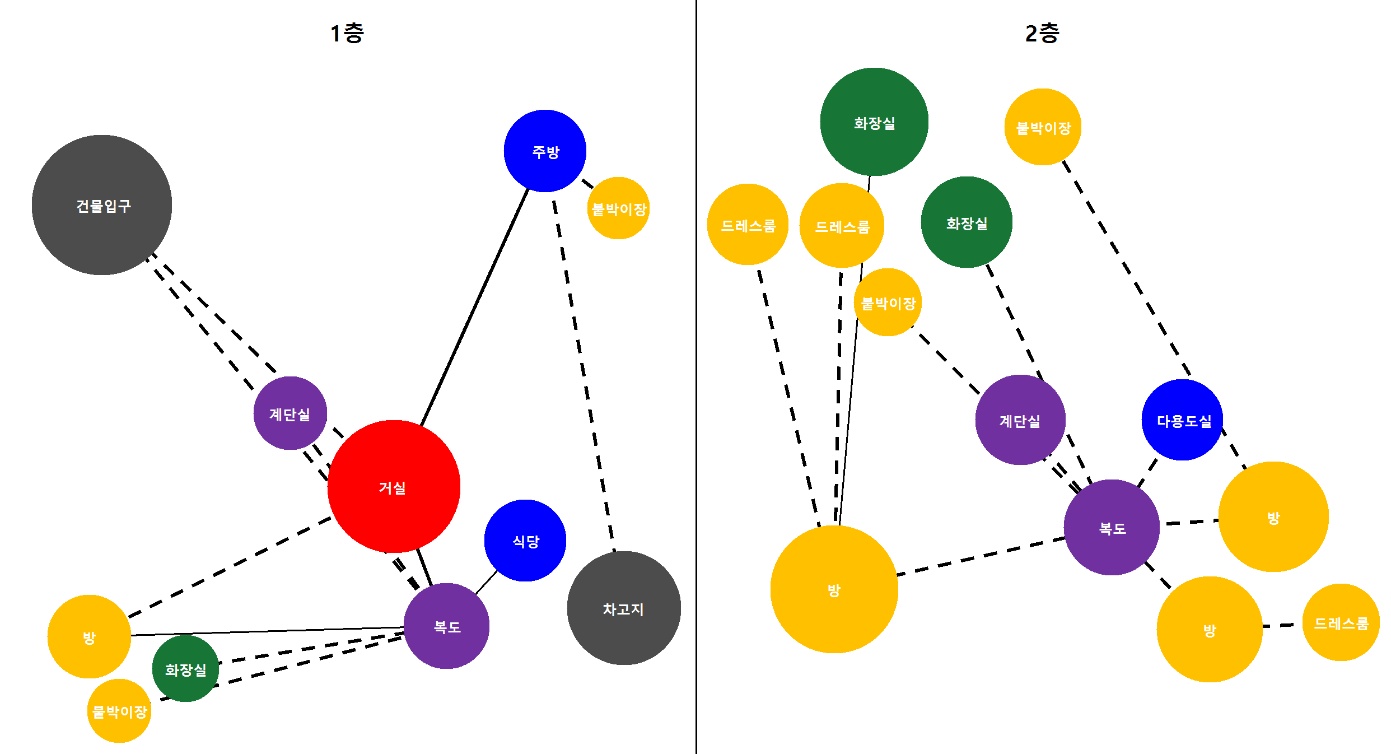 1층
주방
건물입구
붙박이장
계단실
거실
식당
차고지
복도
방
화장실
붙박이장
2층
화장실
붙박이장
드레스룸
드레스룸
화장실
붙박이장
계단실
다용도실
방
복도
방
방
드레스룸